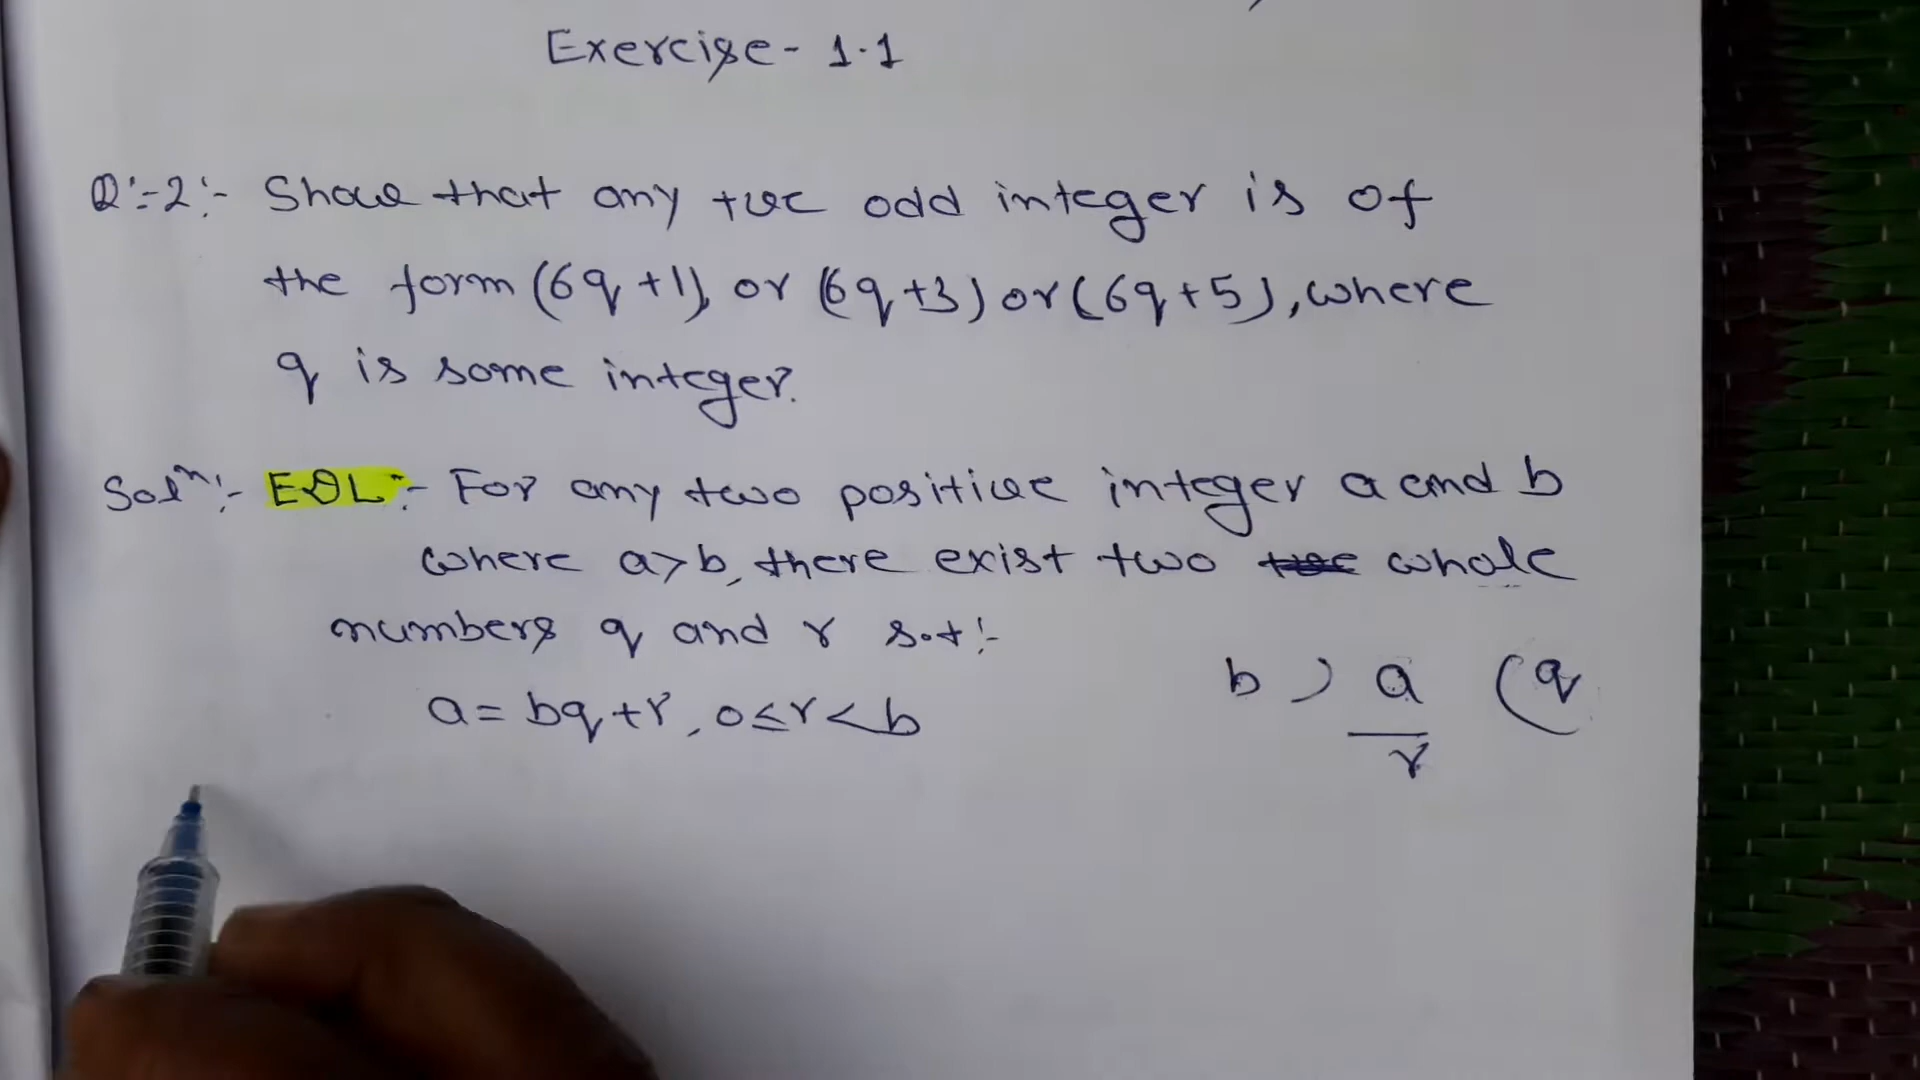 Exercise - 1.1
Q:-2:- Show that any +ve odd integer is of
the form (6q+1), or (6q+3) or (6q+5), where
q is some integer.
Solⁿ:- EDL:- For any two positive integer a and b
where a>b, there exist two whole
numbers q and r s.t:-
a = bq+r, 0≤r<b
b ) a ( q
r